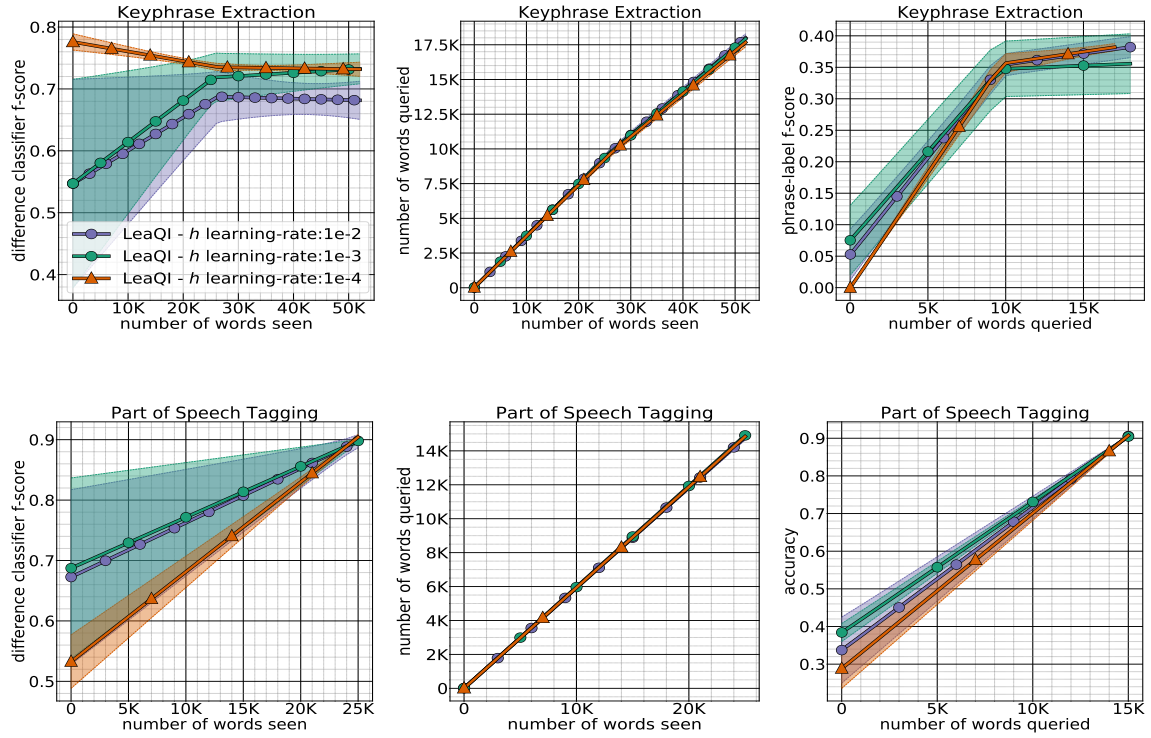 Keyphrase Extraction
difference classifier f-score
0.8
0.7
0.6
0.5
0.4
LeaQI - h learning-rate:1e-2
LeaQI - h learning-rate:1e-3
LeaQI - h learning-rate:1e-4
0 10K 20K 30K 40K 50K
number of words seen
Keyphrase Extraction
number of words queried
17.5K
15K
12.5K
10K
7.5K
5K
2.5K
0
0 10K 20K 30K 40K 50K
number of words seen
Keyphrase Extraction
phrase-label f-score
0.40
0.35
0.30
0.25
0.20
0.15
0.10
0.05
0.00
0 5K 10K 15K
number of words queried
Part of Speech Tagging
difference classifier f-score
0.9
0.8
0.7
0.6
0.5
0 5K 10K 15K 20K 25K
number of words seen
Part of Speech Tagging
number of words queried
14K
12K
10K
8K
6K
4K
2K
0
0 10K 20K
number of words seen
Part of Speech Tagging
accuracy
0.9
0.8
0.7
0.6
0.5
0.4
0.3
0 5K 10K 15K
number of words queried